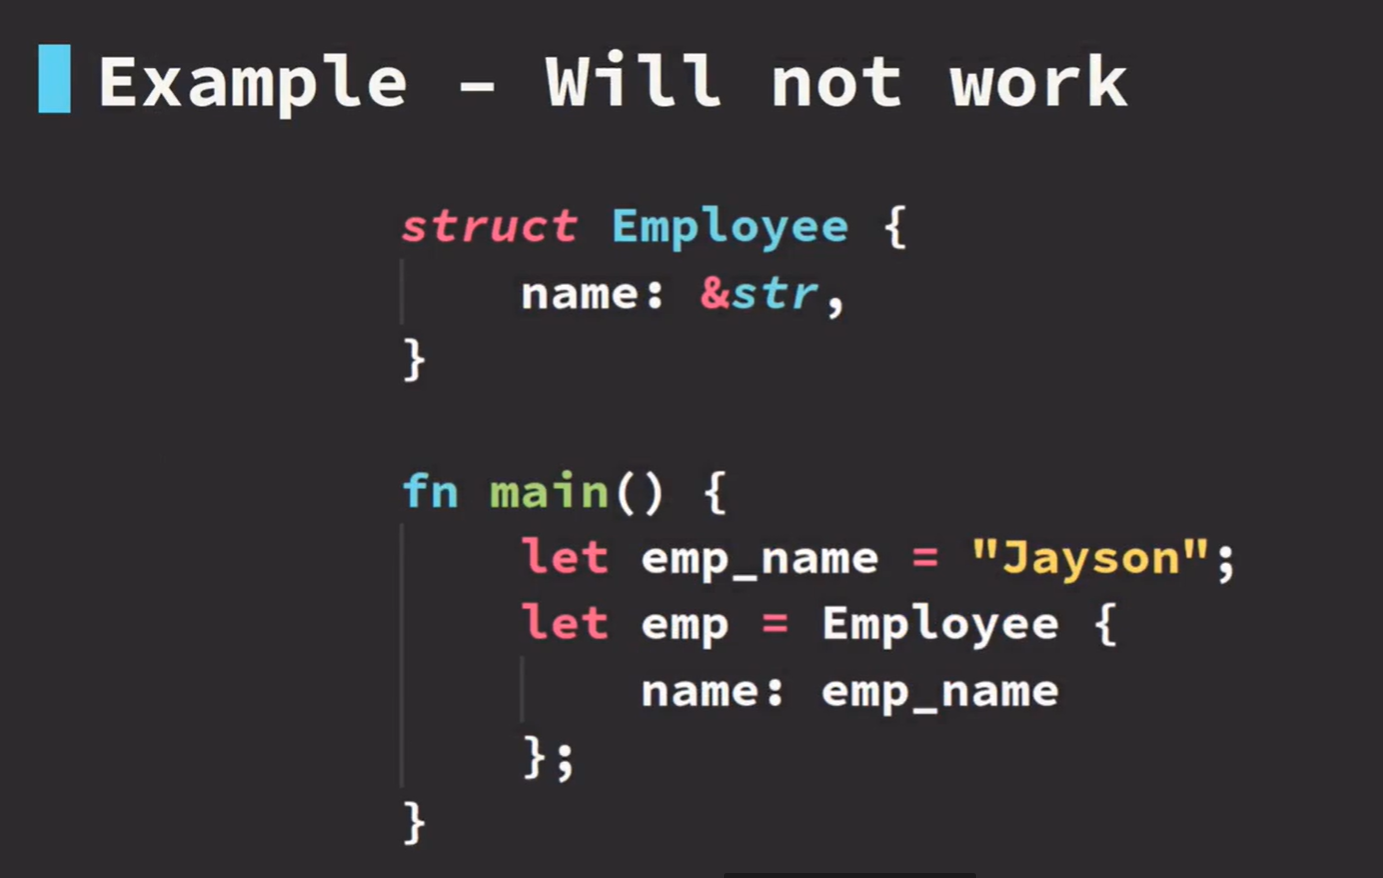 Example – Will not work
struct Employee {
    name: &str,
}
fn main() {
    let emp_name = "Jayson";
    let emp = Employee {
        name: emp_name
    };
}